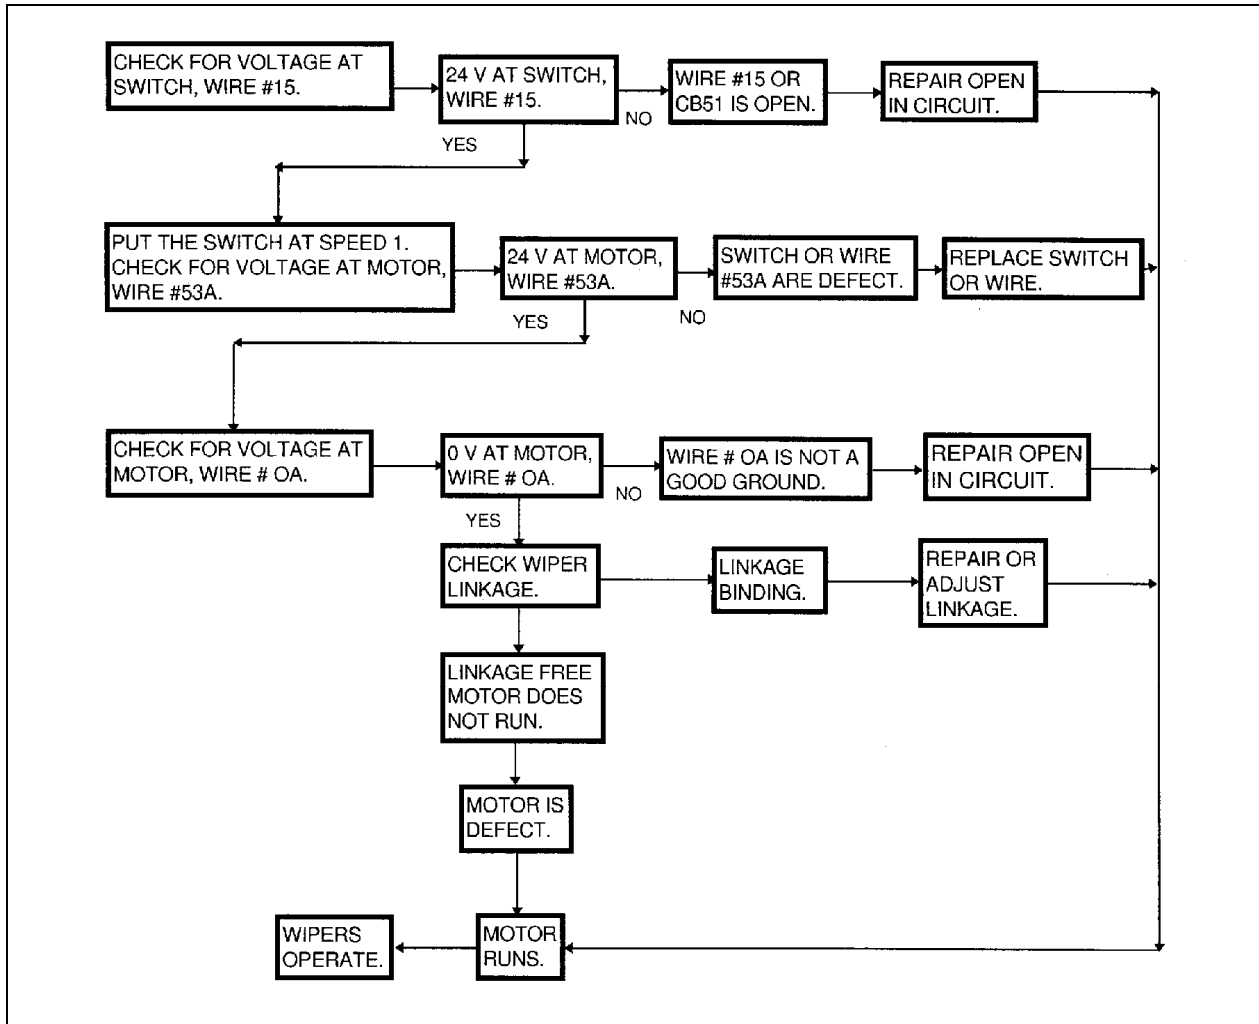 CHECK FOR VOLTAGE AT
SWITCH, WIRE #15.
24 V AT SWITCH,
WIRE #15.
WIRE #15 OR
CB51 IS OPEN.
REPAIR OPEN
IN CIRCUIT.
NO
YES
PUT THE SWITCH AT SPEED 1.
CHECK FOR VOLTAGE AT MOTOR,
WIRE #53A.
24 V AT MOTOR,
WIRE #53A.
SWITCH OR WIRE
#53A ARE DEFECT.
REPLACE SWITCH
OR WIRE.
YES
NO
CHECK FOR VOLTAGE AT
MOTOR, WIRE # OA.
0 V AT MOTOR,
WIRE # OA.
WIRE # OA IS NOT A
GOOD GROUND.
REPAIR OPEN
IN CIRCUIT.
NO
YES
CHECK WIPER
LINKAGE.
LINKAGE
BINDING.
REPAIR OR
ADJUST
LINKAGE.
LINKAGE FREE
MOTOR DOES
NOT RUN.
MOTOR IS
DEFECT.
WIPERS
OPERATE.
MOTOR
RUNS.